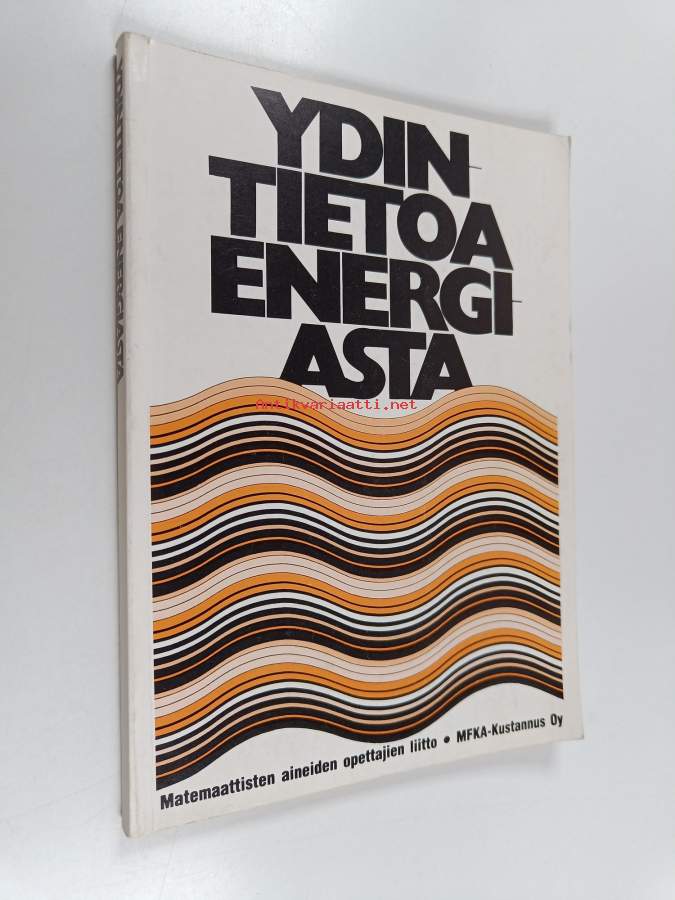 YDIN-
TIETOA
ENERGI-
ASTA
Antikvariaatti.net
Matemaattisten aineiden opettajien liitto • MFKA-Kustannus Oy
YDINTIETOA ENERGIASTA